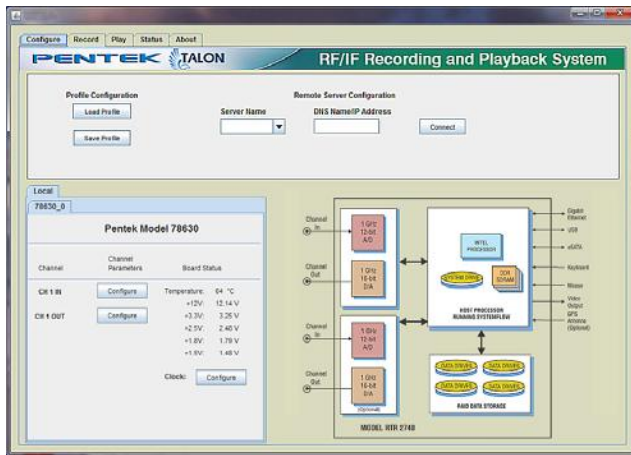 Configure Record Play Status About
PENTEK TALON RF/IF Recording and Playback System
Profile Configuration
Load Profile
Save Profile
Remote Server Configuration
Server Name DNS Name/IP Address
Connect
Local
78630_0
Pentek Model 78630
Channel Channel Parameters Board Status
CH 1 IN Configure
CH 1 OUT Configure
Temperature: 64 °C
+12V: 12.14 V
+3.3V: 3.25 V
+2.5V: 2.48 V
+1.8V: 1.79 V
1.48 V
Clock: Configure
Channel In
1 GHz 12-bit A/D
Channel Out
1 GHz 16-bit D/A
Channel In
1 GHz 12-bit A/D
Channel Out
1 GHz 16-bit D/A
(Optional)
INTEL PROCESSOR
SYSTEM DRIVE
DDR SDRAM
HOST PROCESSOR RUNNING SYSTEMFLOW
DATA DRIVES DATA DRIVES
DATA DRIVES DATA DRIVES
RAID DATA STORAGE
Gigabit Ethernet
USB
eSATA
Keyboard
Mouse
Video Output
GPS Antenna (Optional)
MODEL RTR 2748